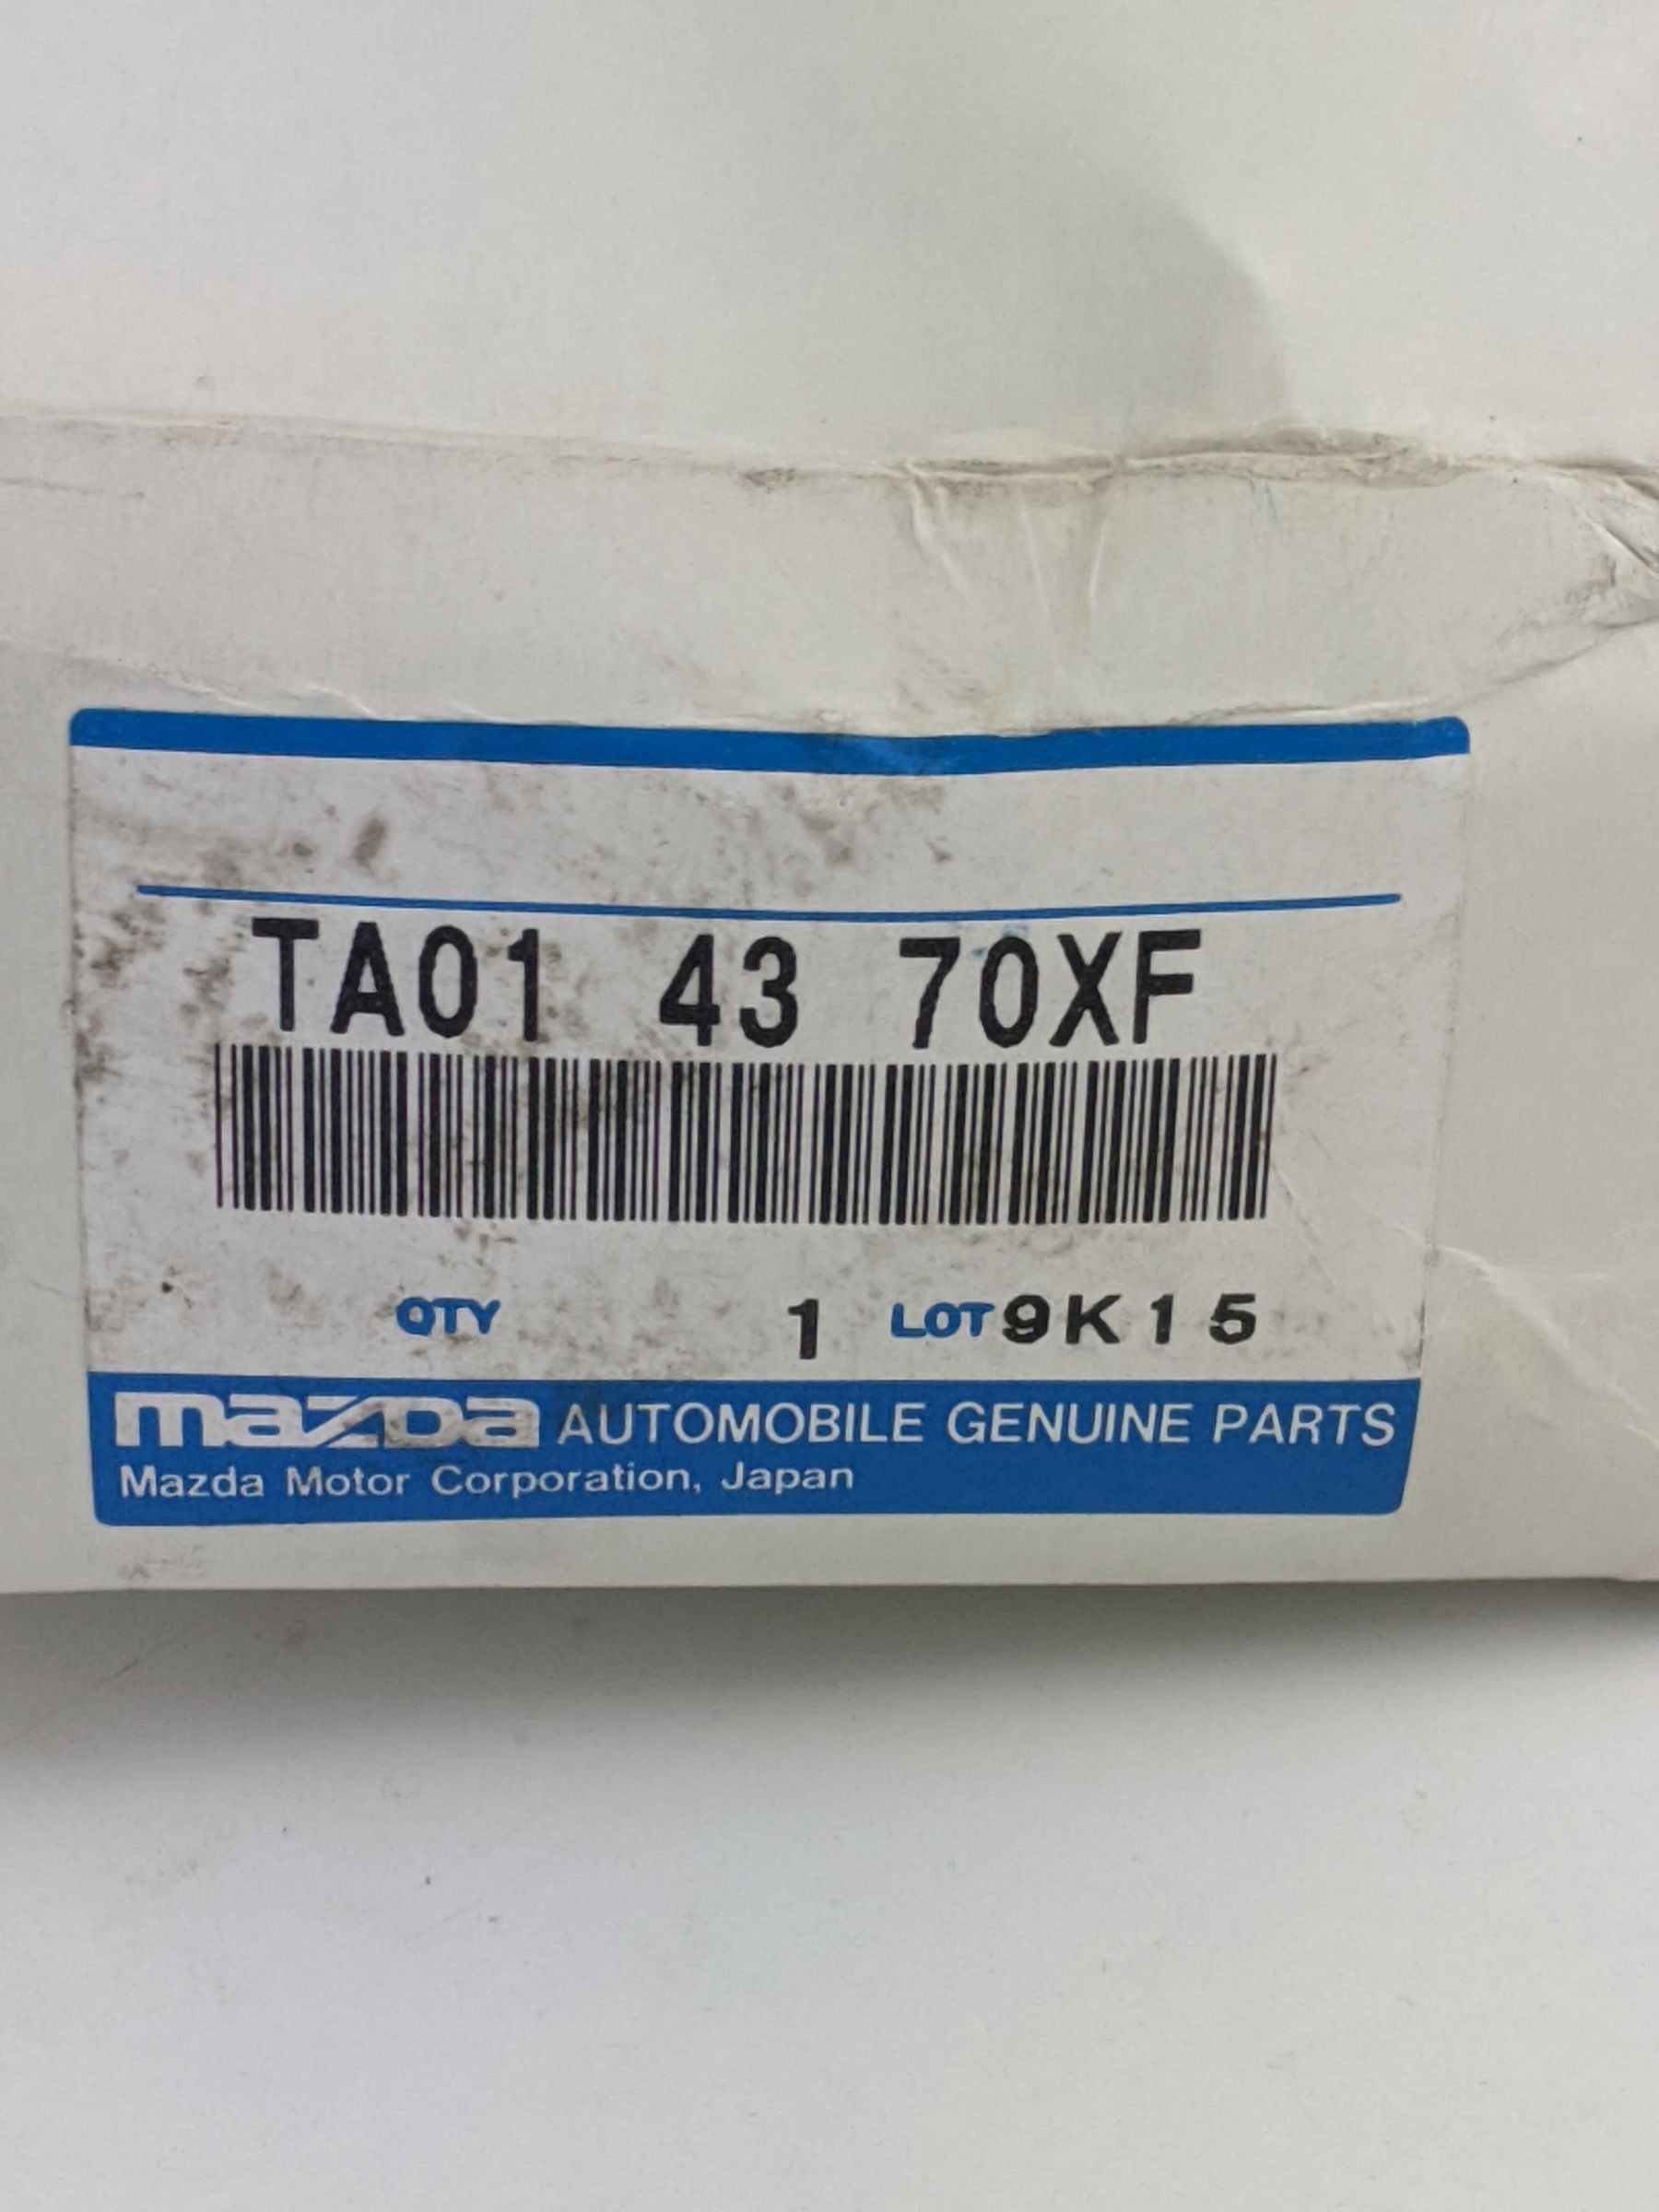 TA01 43 70XF
QTY 1 LOT 9K15
mazda AUTOMOBILE GENUINE PARTS
Mazda Motor Corporation, Japan